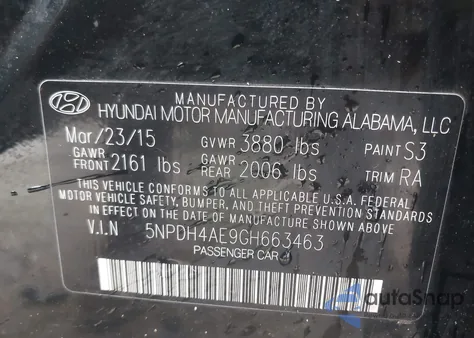 MANUFACTURED BY
HYUNDAI MOTOR MANUFACTURING ALABAMA, LLC
Mar/23/15 GVWR 3880 lbs PAINT S3
GAWR FRONT 2161 lbs GAWR REAR 2006 lbs TRIM RA
THIS VEHICLE CONFORMS TO ALL APPLICABLE U.S.A. FEDERAL
MOTOR VEHICLE SAFETY, BUMPER, AND THEFT PREVENTION STANDARDS
IN EFFECT ON THE DATE OF MANUFACTURE SHOWN ABOVE.
V.I.N 5NPDH4AE9GH663463
PASSENGER CAR
autoSnap